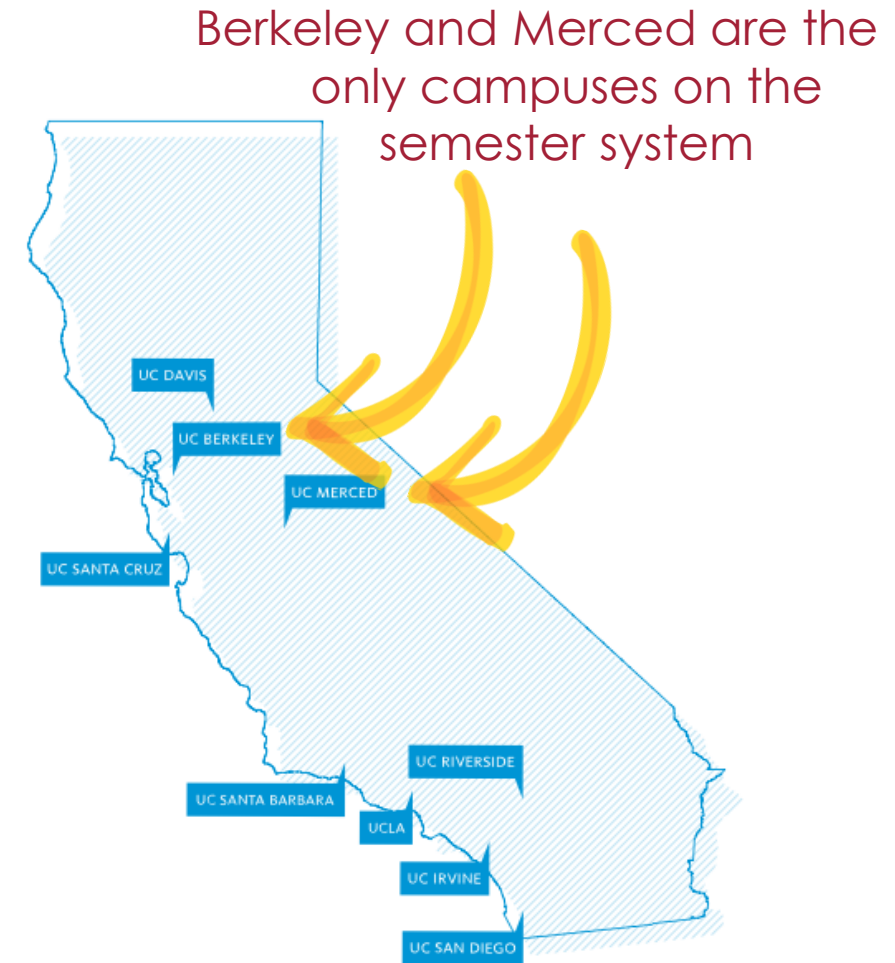 Berkeley and Merced are the
only campuses on the
semester system
UC DAVIS
UC BERKELEY
UC MERCED
UC SANTA CRUZ
UC RIVERSIDE
UC SANTA BARBARA
UCLA
UC IRVINE
UC SAN DIEGO